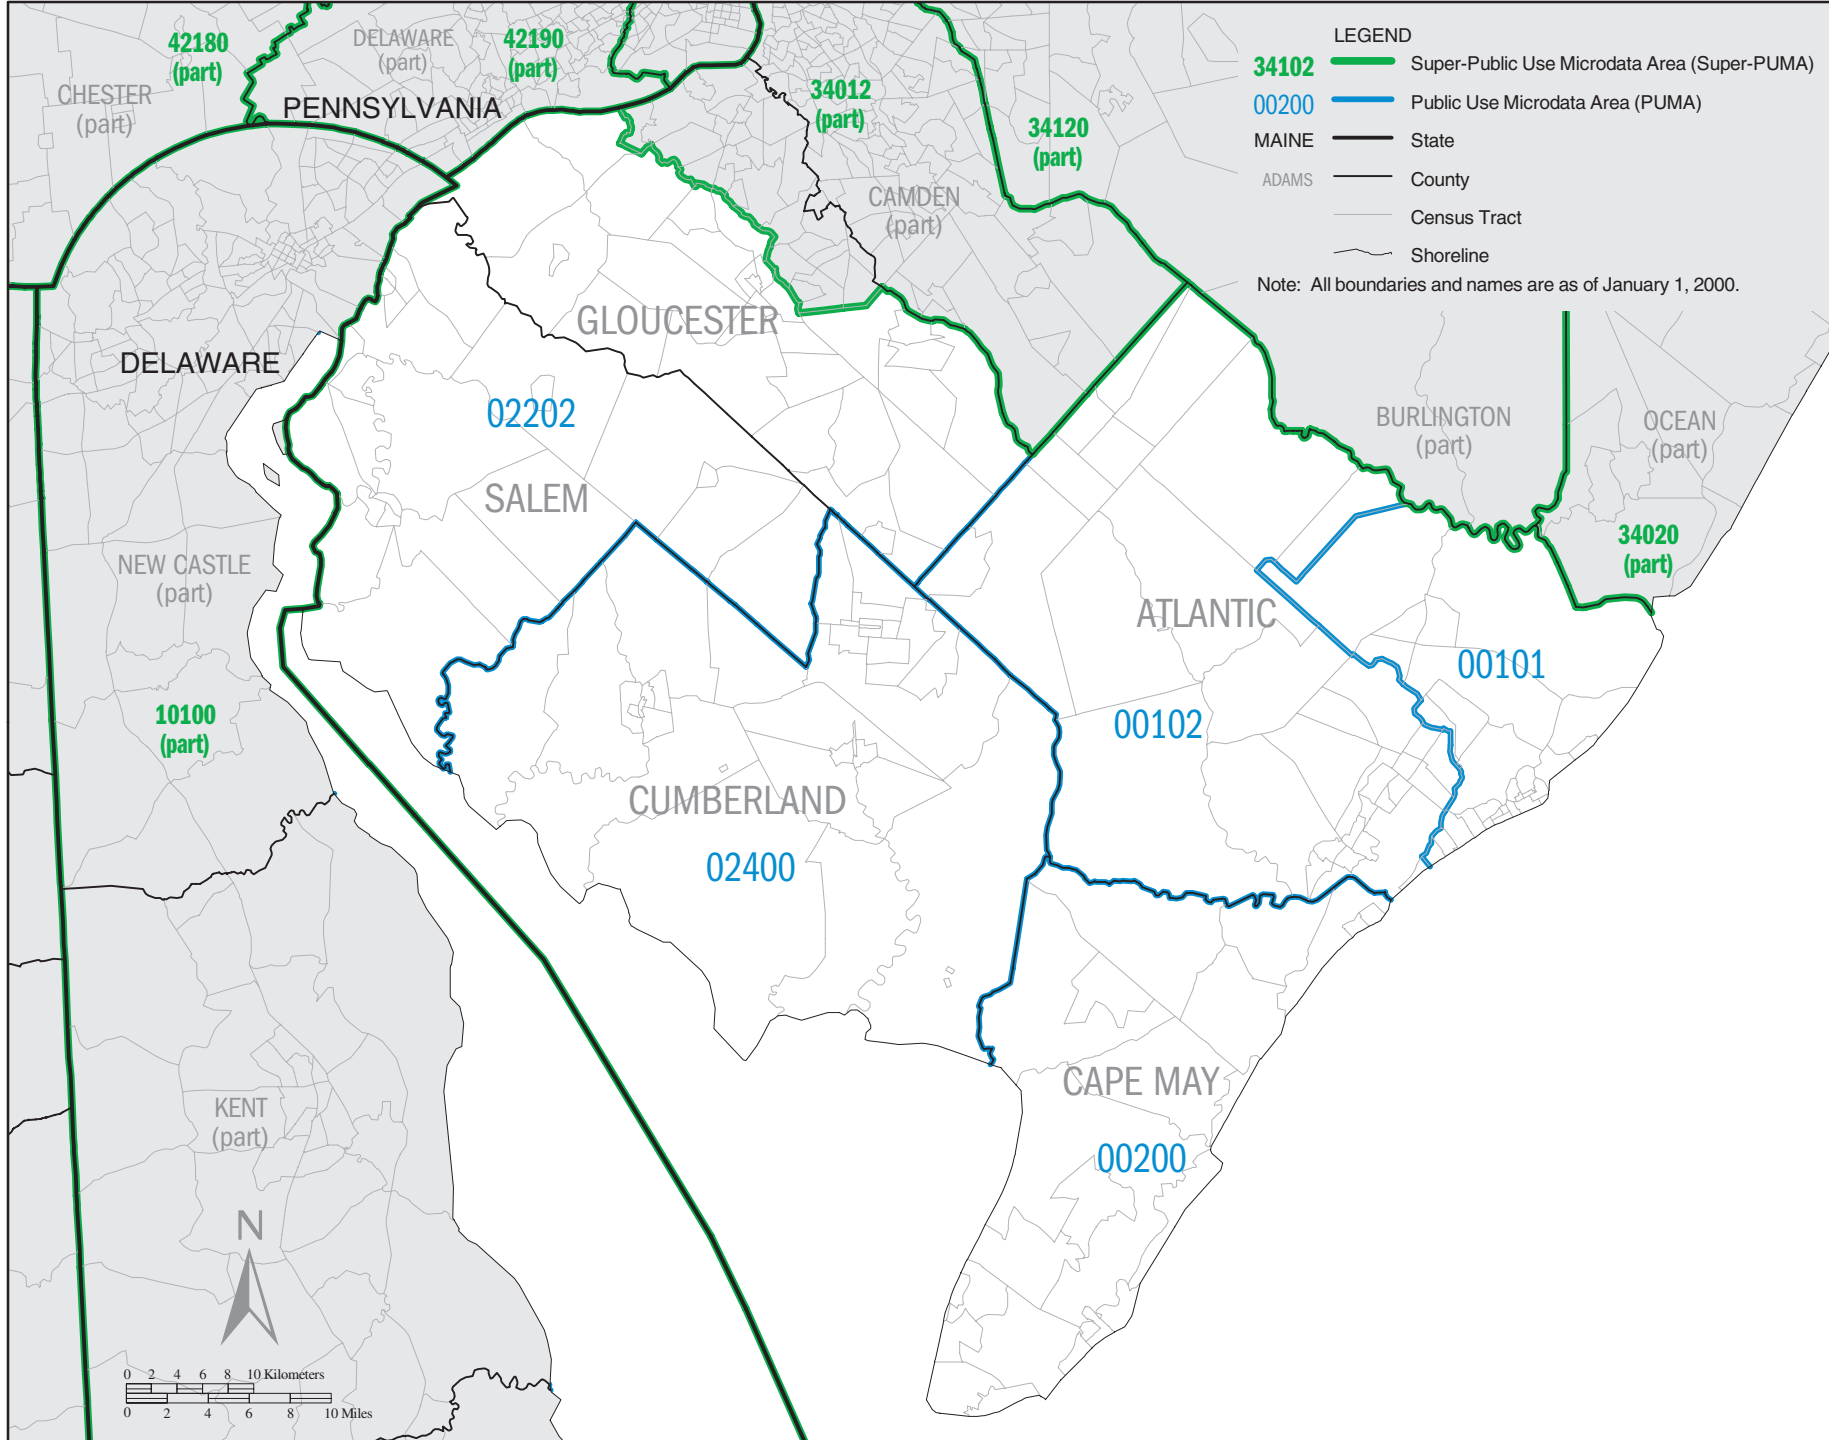 LEGEND
34102 Super-Public Use Microdata Area (Super-PUMA)
00200 Public Use Microdata Area (PUMA)
MAINE State
ADAMS County
Census Tract
Shoreline
Note: All boundaries and names are as of January 1, 2000.
42180
(part)
DELAWARE
(part)
42190
(part)
CHESTER
(part)
PENNSYLVANIA
34012
(part)
34120
(part)
CAMDEN
(part)
GLOUCESTER
DELAWARE
02202
BURLINGTON
(part)
OCEAN
(part)
SALEM
34020
(part)
NEW CASTLE
(part)
ATLANTIC
00101
10100
(part)
00102
CUMBERLAND
02400
CAPE MAY
KENT
(part)
00200
N
0 2 4 6 8 10 Kilometers
0 2 4 6 8 10 Miles